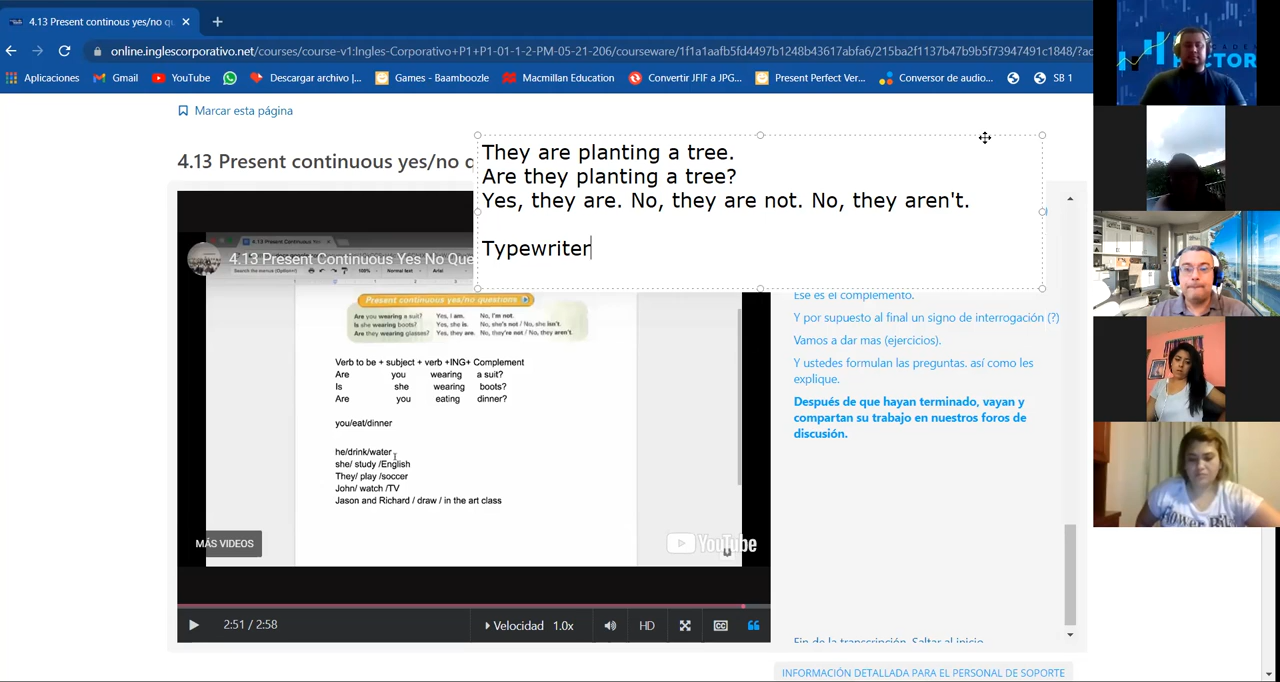 4.13 Present continous yes/no qu
online.inglescorporativo.net/courses/course-v1:Ingles-Corporativo+P1+P1-01-1-2-PM-05-21-206/courseware/1f1a1aafb5fd4497b1248b43617abfa6/215ba2f1137b47b9b5f73947491c1848/?ac
Aplicaciones Gmail YouTube Descargar archivo |... Games - Baamboozle Macmillan Education Convertir JFIF a JPG... Present Perfect Ver... Conversor de audio... SB 1
Marcar esta página
4.13 Present continuous yes/no q
They are planting a tree.
Are they planting a tree?
Yes, they are. No, they are not. No, they aren't.
Typewriter
4.13 Present Continuous Yes No Que
Present continuous yes/no questions
Are you wearing a suit? Yes, I am. No, I'm not.
Is she wearing boots? Yes, she is. No, she's not / No, she isn't.
Are they wearing glasses? Yes, they are. No, they're not / No, they aren't.
Verb to be + subject + verb +ING+ Complement
Are you wearing a suit?
Is she wearing boots?
Are you eating dinner?
you/eat/dinner
he/drink/water
she/ study /English
They/ play /soccer
John/ watch /TV
Jason and Richard / draw / in the art class
MÁS VIDEOS
YouTube
2:51 / 2:58
Velocidad 1.0x
HD
Ese es el complemento.
Y por supuesto al final un signo de interrogación (?)
Vamos a dar mas (ejercicios).
Y ustedes formulan las preguntas. así como les
explique.
Después de que hayan terminado, vayan y
compartan su trabajo en nuestros foros de
discusión.
Fin de la transcripción. Saltar al inicio.
INFORMACIÓN DETALLADA PARA EL PERSONAL DE SOPORTE